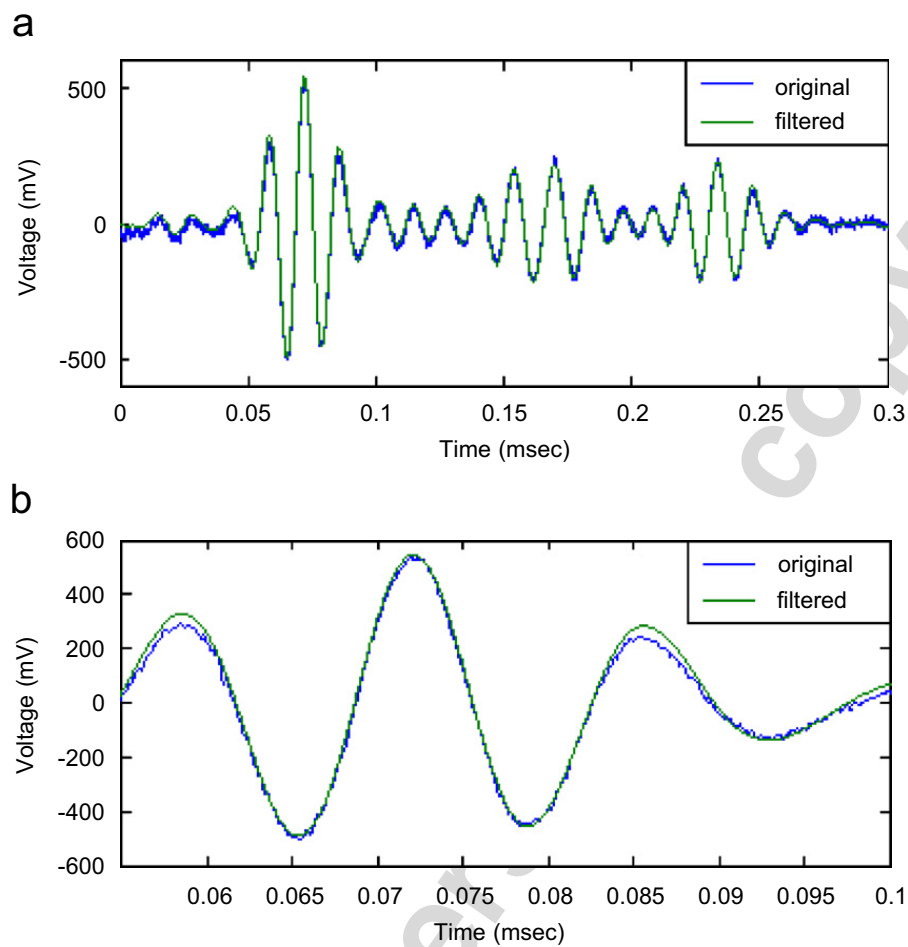 a
500
0
-500
Voltage (mV)
original
filtered
0 0.05 0.1 0.15 0.2 0.25 0.3
Time (msec)
copy
b
600
400
200
0
-200
-400
-600
Voltage (mV)
original
filtered
0.06 0.065 0.07 0.075 0.08 0.085 0.09 0.095 0.1
Time (msec)